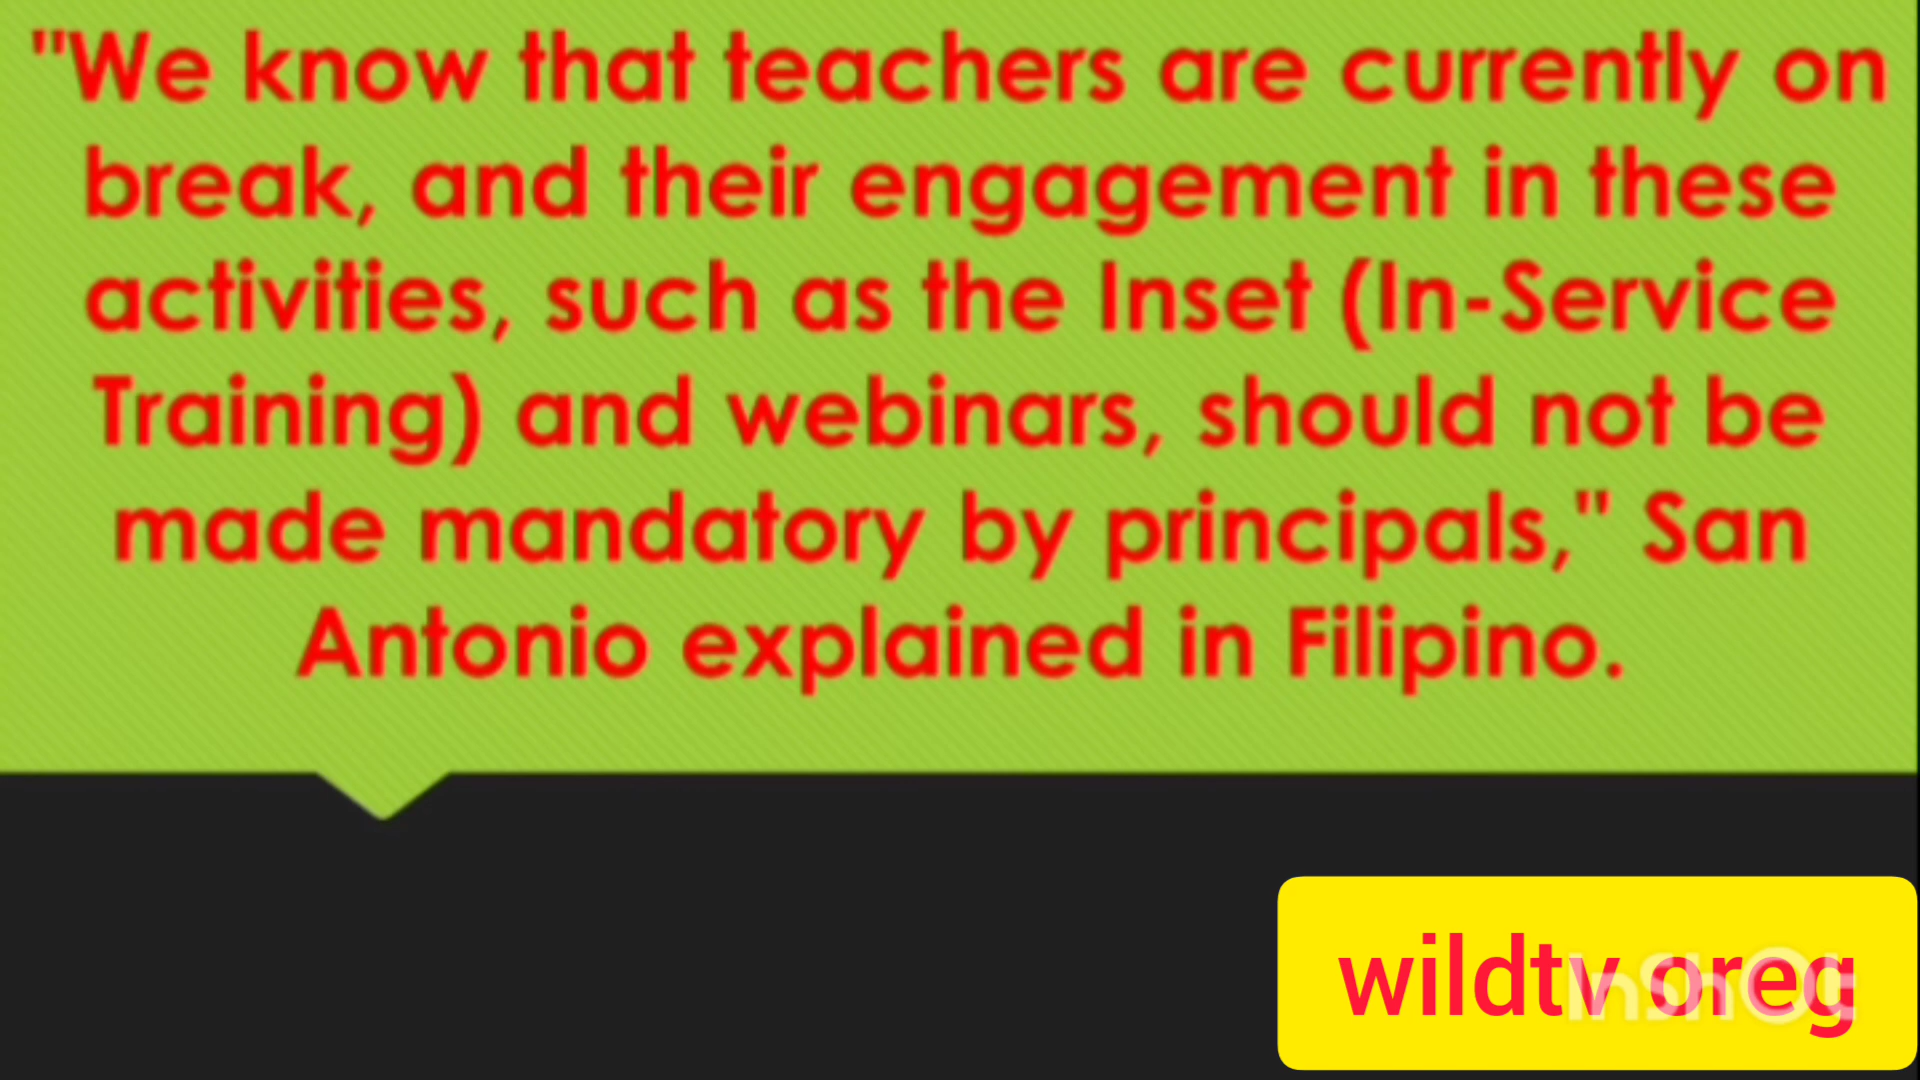 "We know that teachers are currently on
break, and their engagement in these
activities, such as the Inset (In-Service
Training) and webinars, should not be
made mandatory by principals," San
Antonio explained in Filipino.
wildtv oreg
InShOt